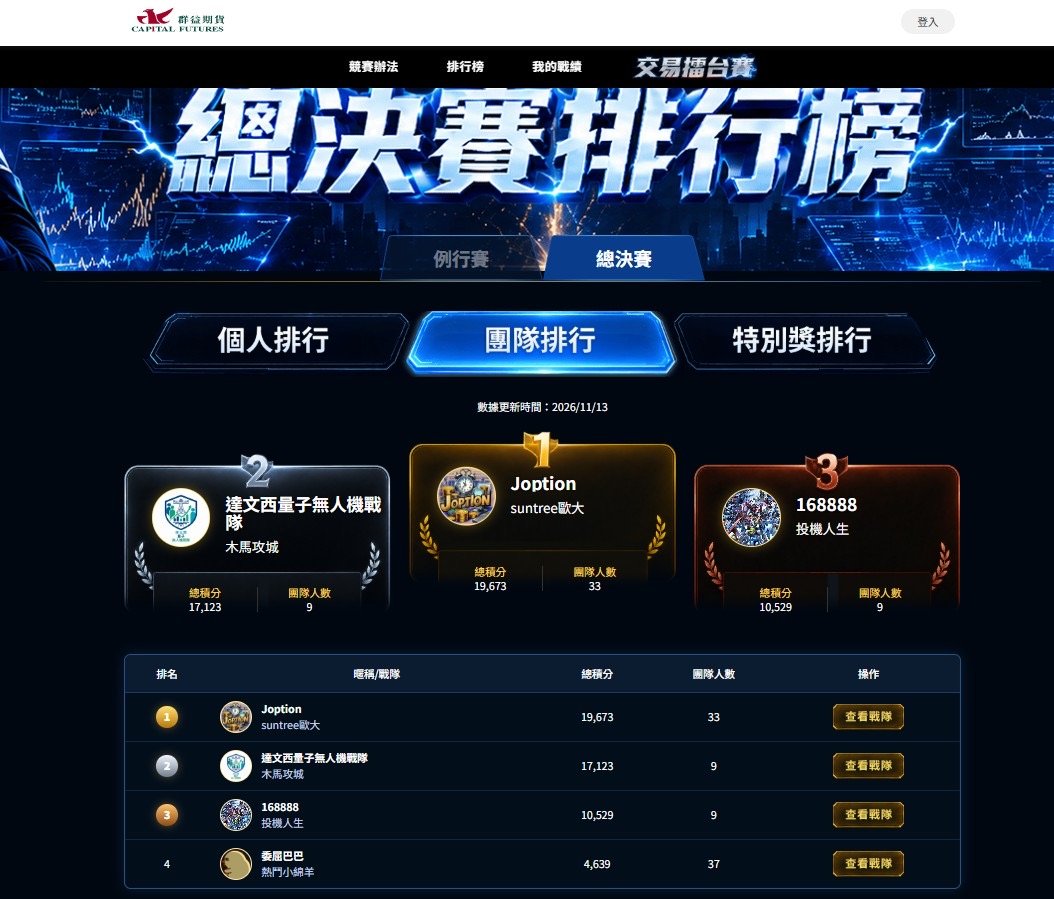 群益期貨
CAPITAL FUTURES
登入
競賽辦法
排行榜
我的戰績
交易擂台賽
總決賽排行榜
例行賽
總決賽
個人排行
團隊排行
特別獎排行
數據更新時間：2026/11/13
2
達文西量子無人機戰
隊
木馬攻城
總積分
團隊人數
17,123
9
1
JOPTION
Joption
suntree歐大
總積分
團隊人數
19,673
33
3
168888
投機人生
總積分
團隊人數
10,529
9
排名
暱稱/戰隊
總積分
團隊人數
操作
1
Joption
suntree歐大
19,673
33
查看戰隊
2
達文西量子無人機戰隊
木馬攻城
17,123
9
查看戰隊
3
168888
投機人生
10,529
9
查看戰隊
4
委屈巴巴
熱鬥小綿羊
4,639
37
查看戰隊